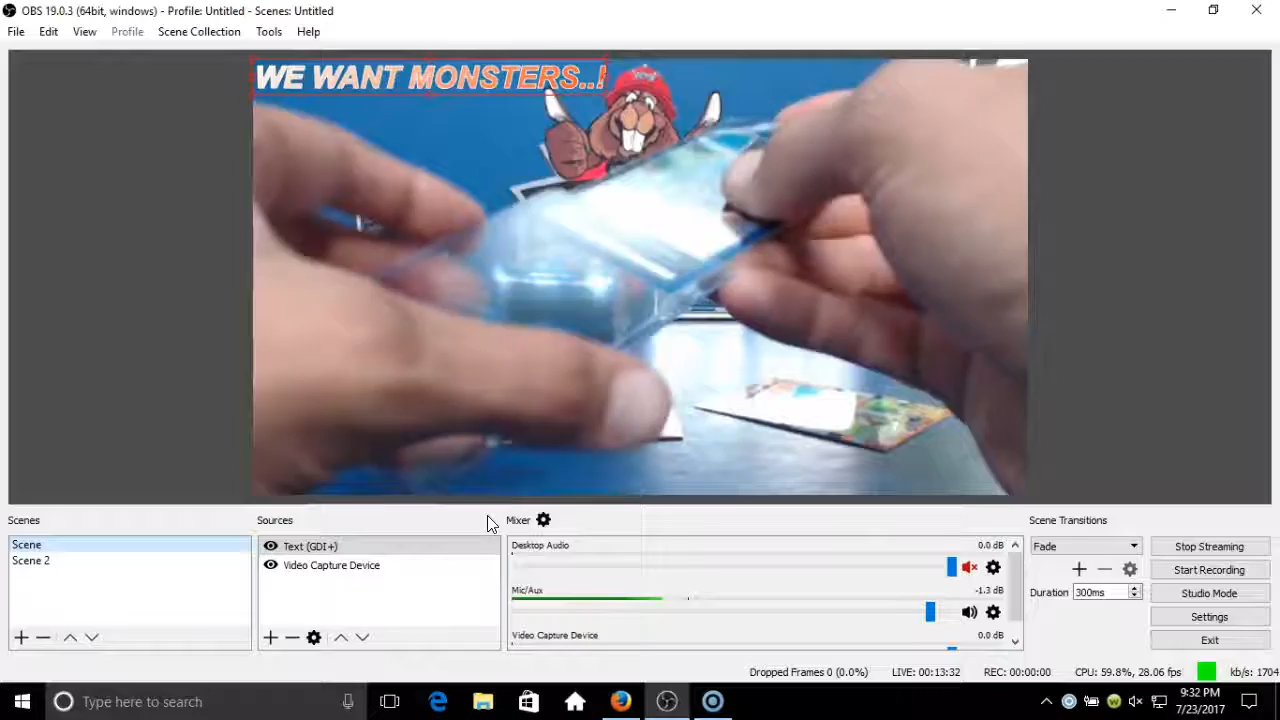 OBS 19.0.3 (64bit, windows) - Profile: Untitled - Scenes: Untitled
File Edit View Profile Scene Collection Tools Help
WE WANT MONSTERS..!
Scenes
Scene
Scene 2
Sources
Text (GDI+)
Video Capture Device
Mixer
Desktop Audio 0.0 dB
Mic/Aux -1.3 dB
Video Capture Device 0.0 dB
Scene Transitions
Fade
Duration 300ms
Stop Streaming
Start Recording
Studio Mode
Settings
Exit
Dropped Frames 0 (0.0%) LIVE: 00:13:32 REC: 00:00:00 CPU: 59.8%, 28.06 fps kb/s: 1704
Type here to search
9:32 PM
7/23/2017